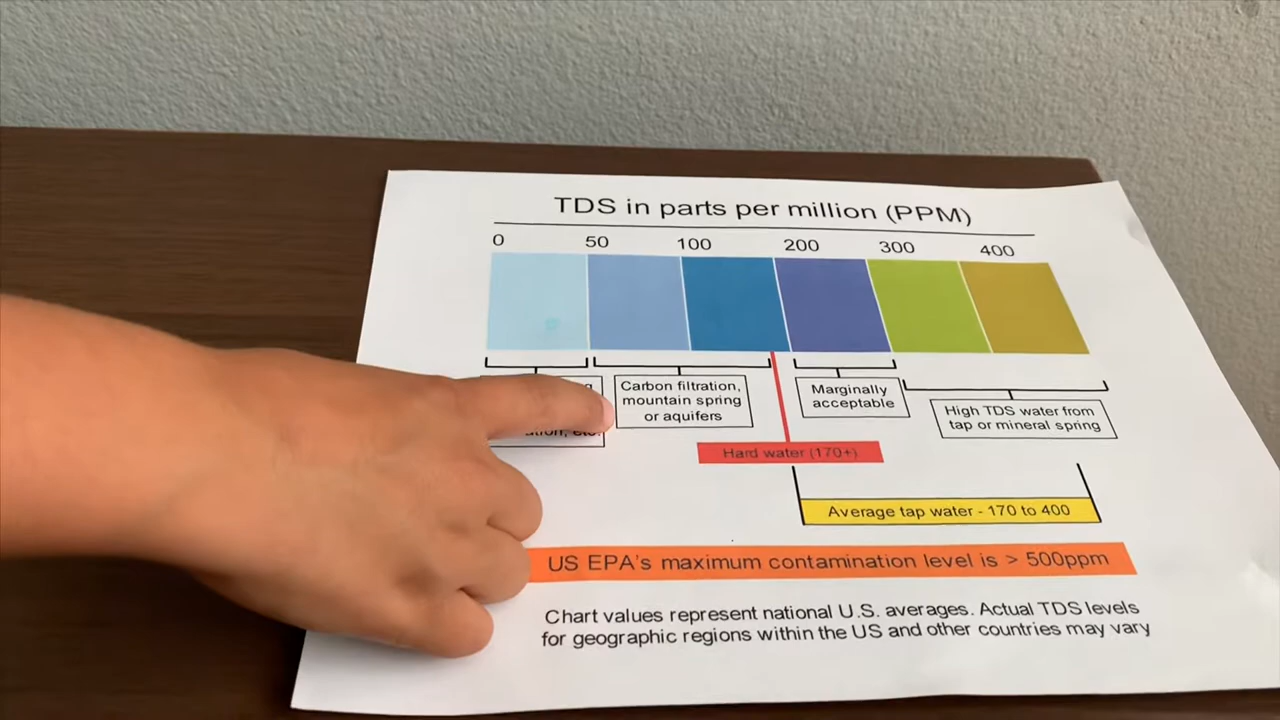 TDS in parts per million (PPM)
0 50 100 200 300 400
Carbon filtration,
mountain spring
or aquifers
Marginally
acceptable
High TDS water from
tap or mineral spring
Hard water (170+)
Average tap water - 170 to 400
US EPA's maximum contamination level is > 500ppm
Chart values represent national U.S. averages. Actual TDS levels
for geographic regions within the US and other countries may vary